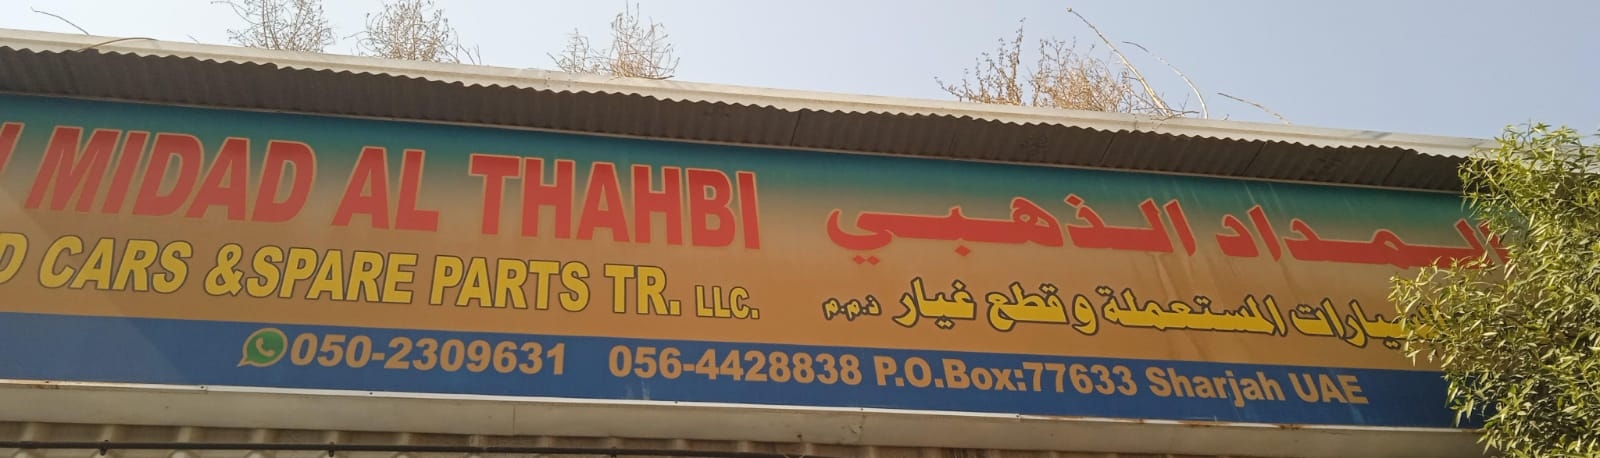 MIDAD AL THAHBI
المداد الذهبي
CARS &SPARE PARTS TR. LLC.
المستعملة و قطع غيار ذ.م.م
050-2309631 056-4428838 P.O.Box:77633 Sharjah UAE